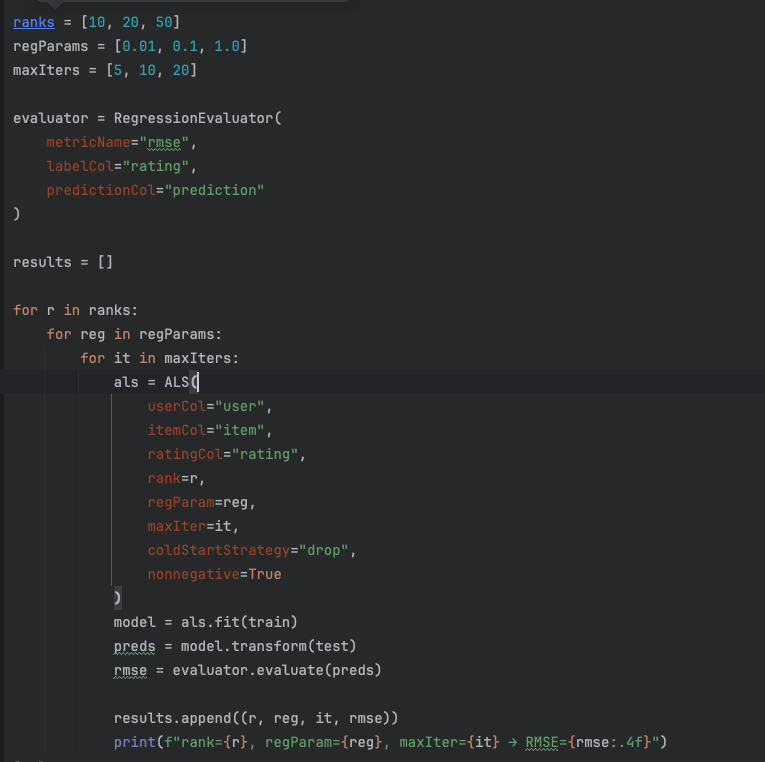 ranks = [10, 20, 50]
regParams = [0.01, 0.1, 1.0]
maxIters = [5, 10, 20]

evaluator = RegressionEvaluator(
    metricName="rmse",
    labelCol="rating",
    predictionCol="prediction"
)

results = []

for r in ranks:
    for reg in regParams:
        for it in maxIters:
            als = ALS(
                userCol="user",
                itemCol="item",
                ratingCol="rating",
                rank=r,
                regParam=reg,
                maxIter=it,
                coldStartStrategy="drop",
                nonnegative=True
            )
            model = als.fit(train)
            preds = model.transform(test)
            rmse = evaluator.evaluate(preds)

            results.append((r, reg, it, rmse))
            print(f"rank={r}, regParam={reg}, maxIter={it} → RMSE={rmse:.4f}")